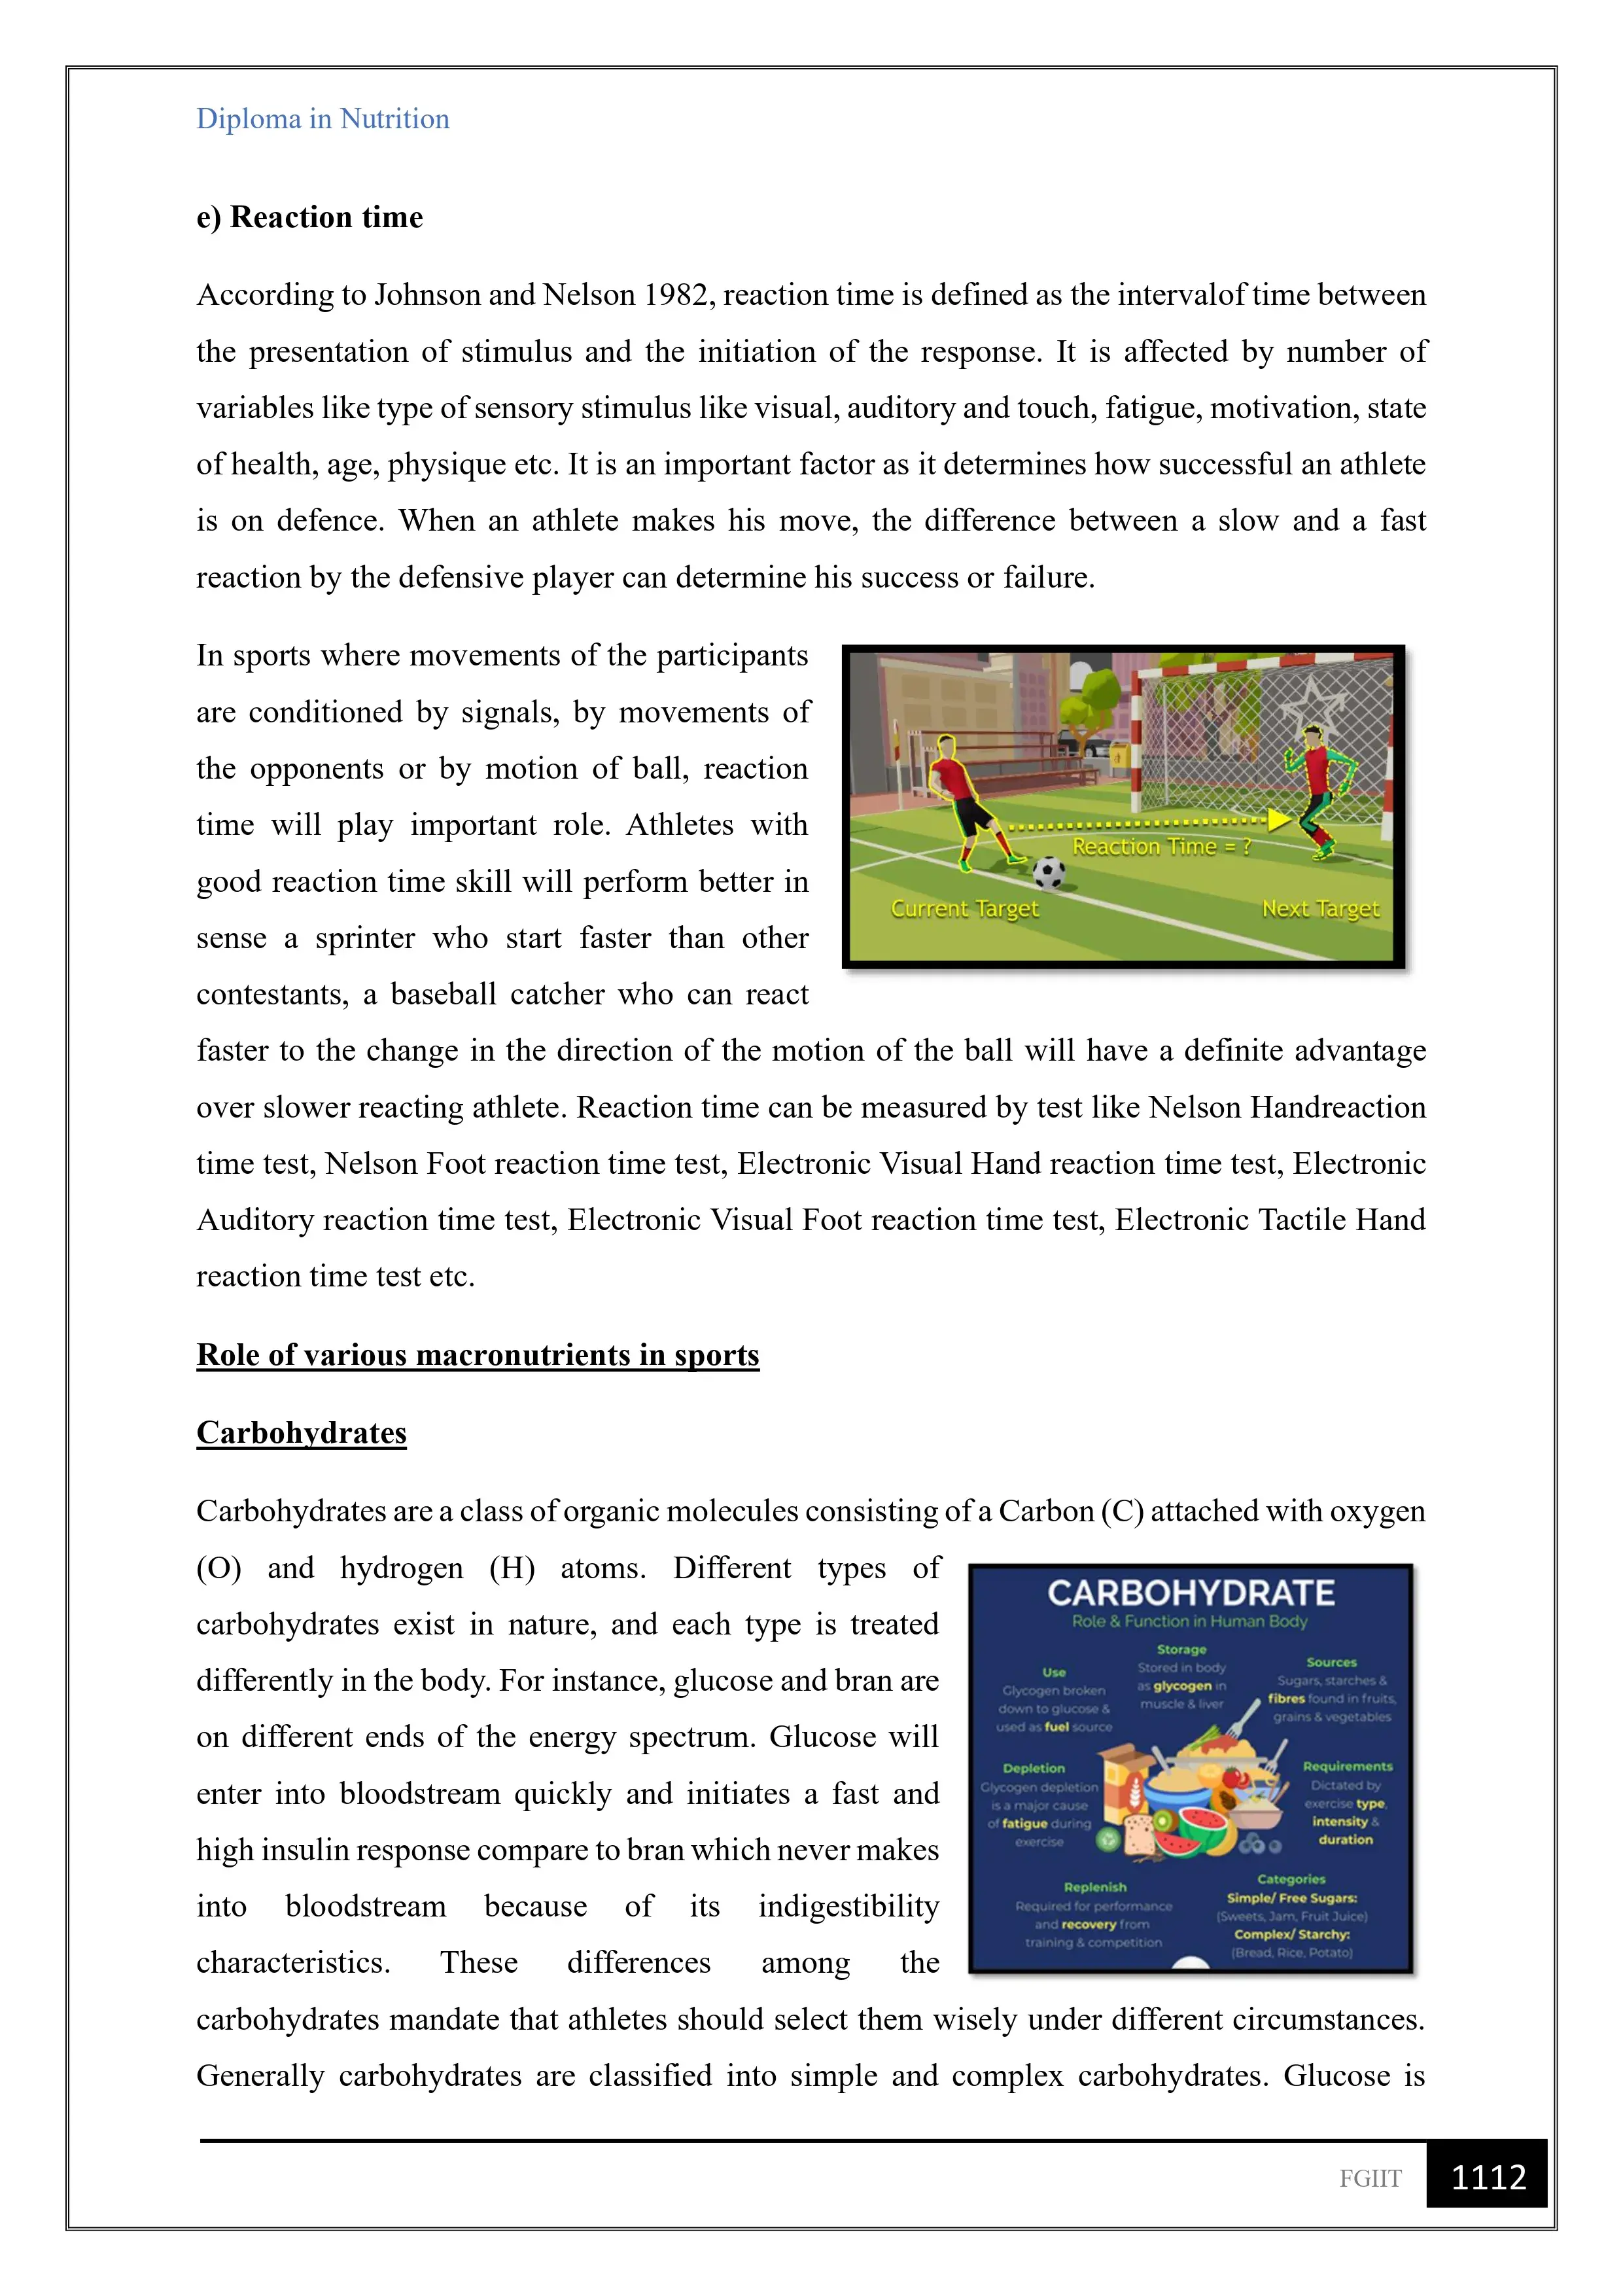 Diploma in Nutrition
e) Reaction time
According to Johnson and Nelson 1982, reaction time is defined as the intervalof time between
the presentation of stimulus and the initiation of the response. It is affected by number of
variables like type of sensory stimulus like visual, auditory and touch, fatigue, motivation, state
of health, age, physique etc. It is an important factor as it determines how successful an athlete
is on defence. When an athlete makes his move, the difference between a slow and a fast
reaction by the defensive player can determine his success or failure.
In sports where movements of the participants
are conditioned by signals, by movements of
the opponents or by motion of ball, reaction
time will play important role. Athletes with
good reaction time skill will perform better in
sense a sprinter who start faster than other
contestants, a baseball catcher who can react
Reaction Time = ?
Current Target
Next Target
faster to the change in the direction of the motion of the ball will have a definite advantage
over slower reacting athlete. Reaction time can be measured by test like Nelson Handreaction
time test, Nelson Foot reaction time test, Electronic Visual Hand reaction time test, Electronic
Auditory reaction time test, Electronic Visual Foot reaction time test, Electronic Tactile Hand
reaction time test etc.
Role of various macronutrients in sports
Carbohydrates
Carbohydrates are a class of organic molecules consisting of a Carbon (C) attached with oxygen
(O) and hydrogen (H) atoms. Different types of
carbohydrates exist in nature, and each type is treated
differently in the body. For instance, glucose and bran are
on different ends of the energy spectrum. Glucose will
enter into bloodstream quickly and initiates a fast and
high insulin response compare to bran which never makes
into bloodstream because of its indigestibility
characteristics. These differences among the
CARBOHYDRATE
Role & Function in Human Body
Storage
Stored in body
as glycogen in
muscle & liver
Use
Glycogen broken
down to glucose &
used as fuel source
Sources
Sugars, starches &
fibres found in fruits,
grains & vegetables
Depletion
Glycogen depletion
is a major cause
of fatigue during
exercise
Requirements
Dictated by
exercise type,
intensity &
duration
Replenish
Required for performance
and recovery from
training & competition
Categories
Simple/ Free Sugars:
(Sweets, Jam, Fruit Juice)
Complex/ Starchy:
(Bread, Rice, Potato)
carbohydrates mandate that athletes should select them wisely under different circumstances.
Generally carbohydrates are classified into simple and complex carbohydrates. Glucose is
FGIIT
1112